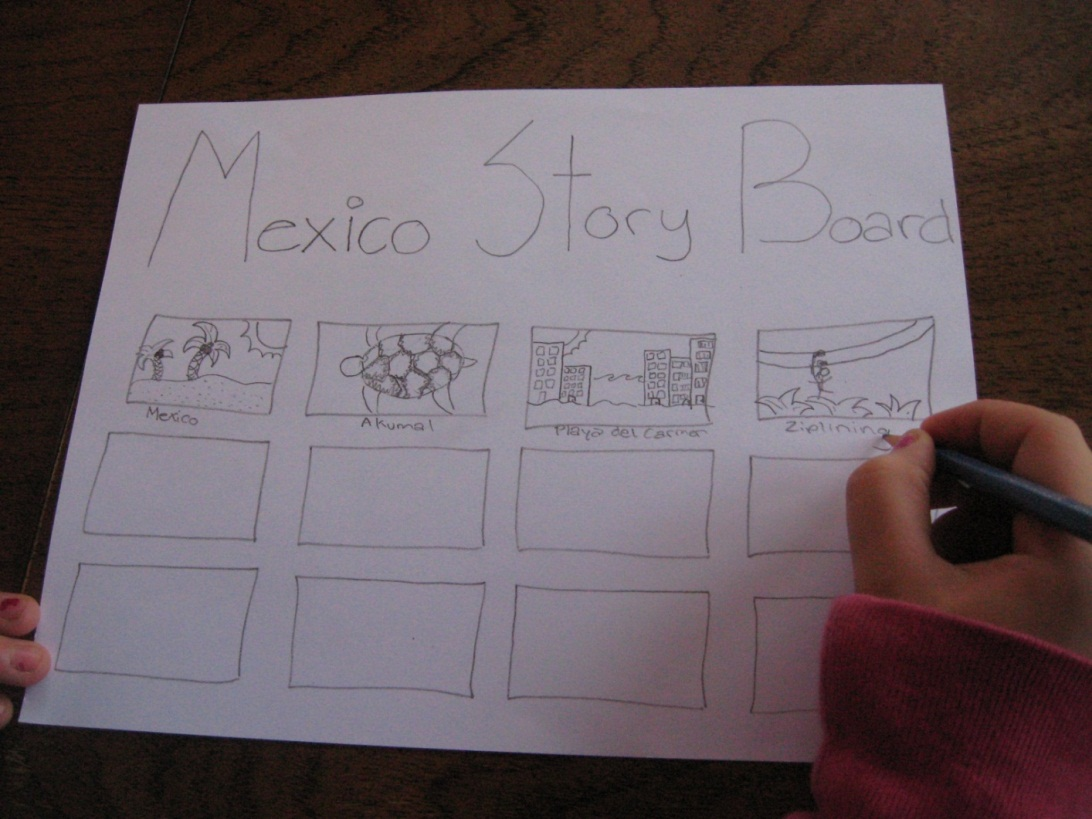 Mexico Story Board
Mexico Akumal Playa del Carmen Ziplining